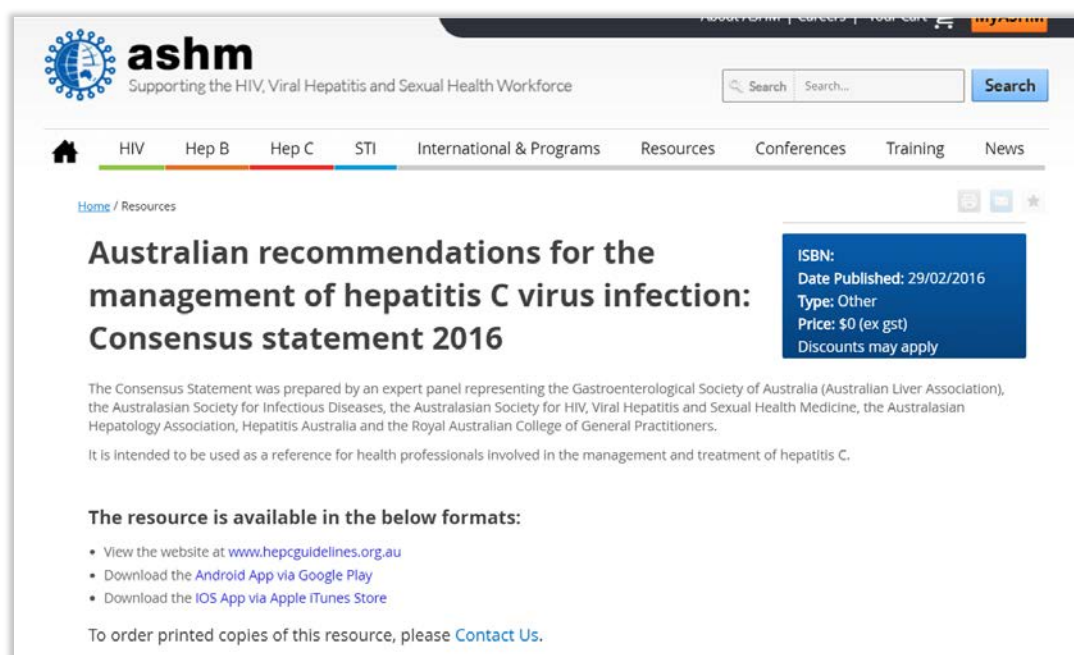 About ASHM | Careers | Your Cart MyASHM
ashm
Supporting the HIV, Viral Hepatitis and Sexual Health Workforce
Search Search... Search
HIV Hep B Hep C STI International & Programs Resources Conferences Training News
Home / Resources
Australian recommendations for the
management of hepatitis C virus infection:
Consensus statement 2016
ISBN:
Date Published: 29/02/2016
Type: Other
Price: $0 (ex gst)
Discounts may apply
The Consensus Statement was prepared by an expert panel representing the Gastroenterological Society of Australia (Australian Liver Association),
the Australasian Society for Infectious Diseases, the Australasian Society for HIV, Viral Hepatitis and Sexual Health Medicine, the Australasian
Hepatology Association, Hepatitis Australia and the Royal Australian College of General Practitioners.
It is intended to be used as a reference for health professionals involved in the management and treatment of hepatitis C.
The resource is available in the below formats:
• View the website at www.hepcguidelines.org.au
• Download the Android App via Google Play
• Download the IOS App via Apple iTunes Store
To order printed copies of this resource, please Contact Us.